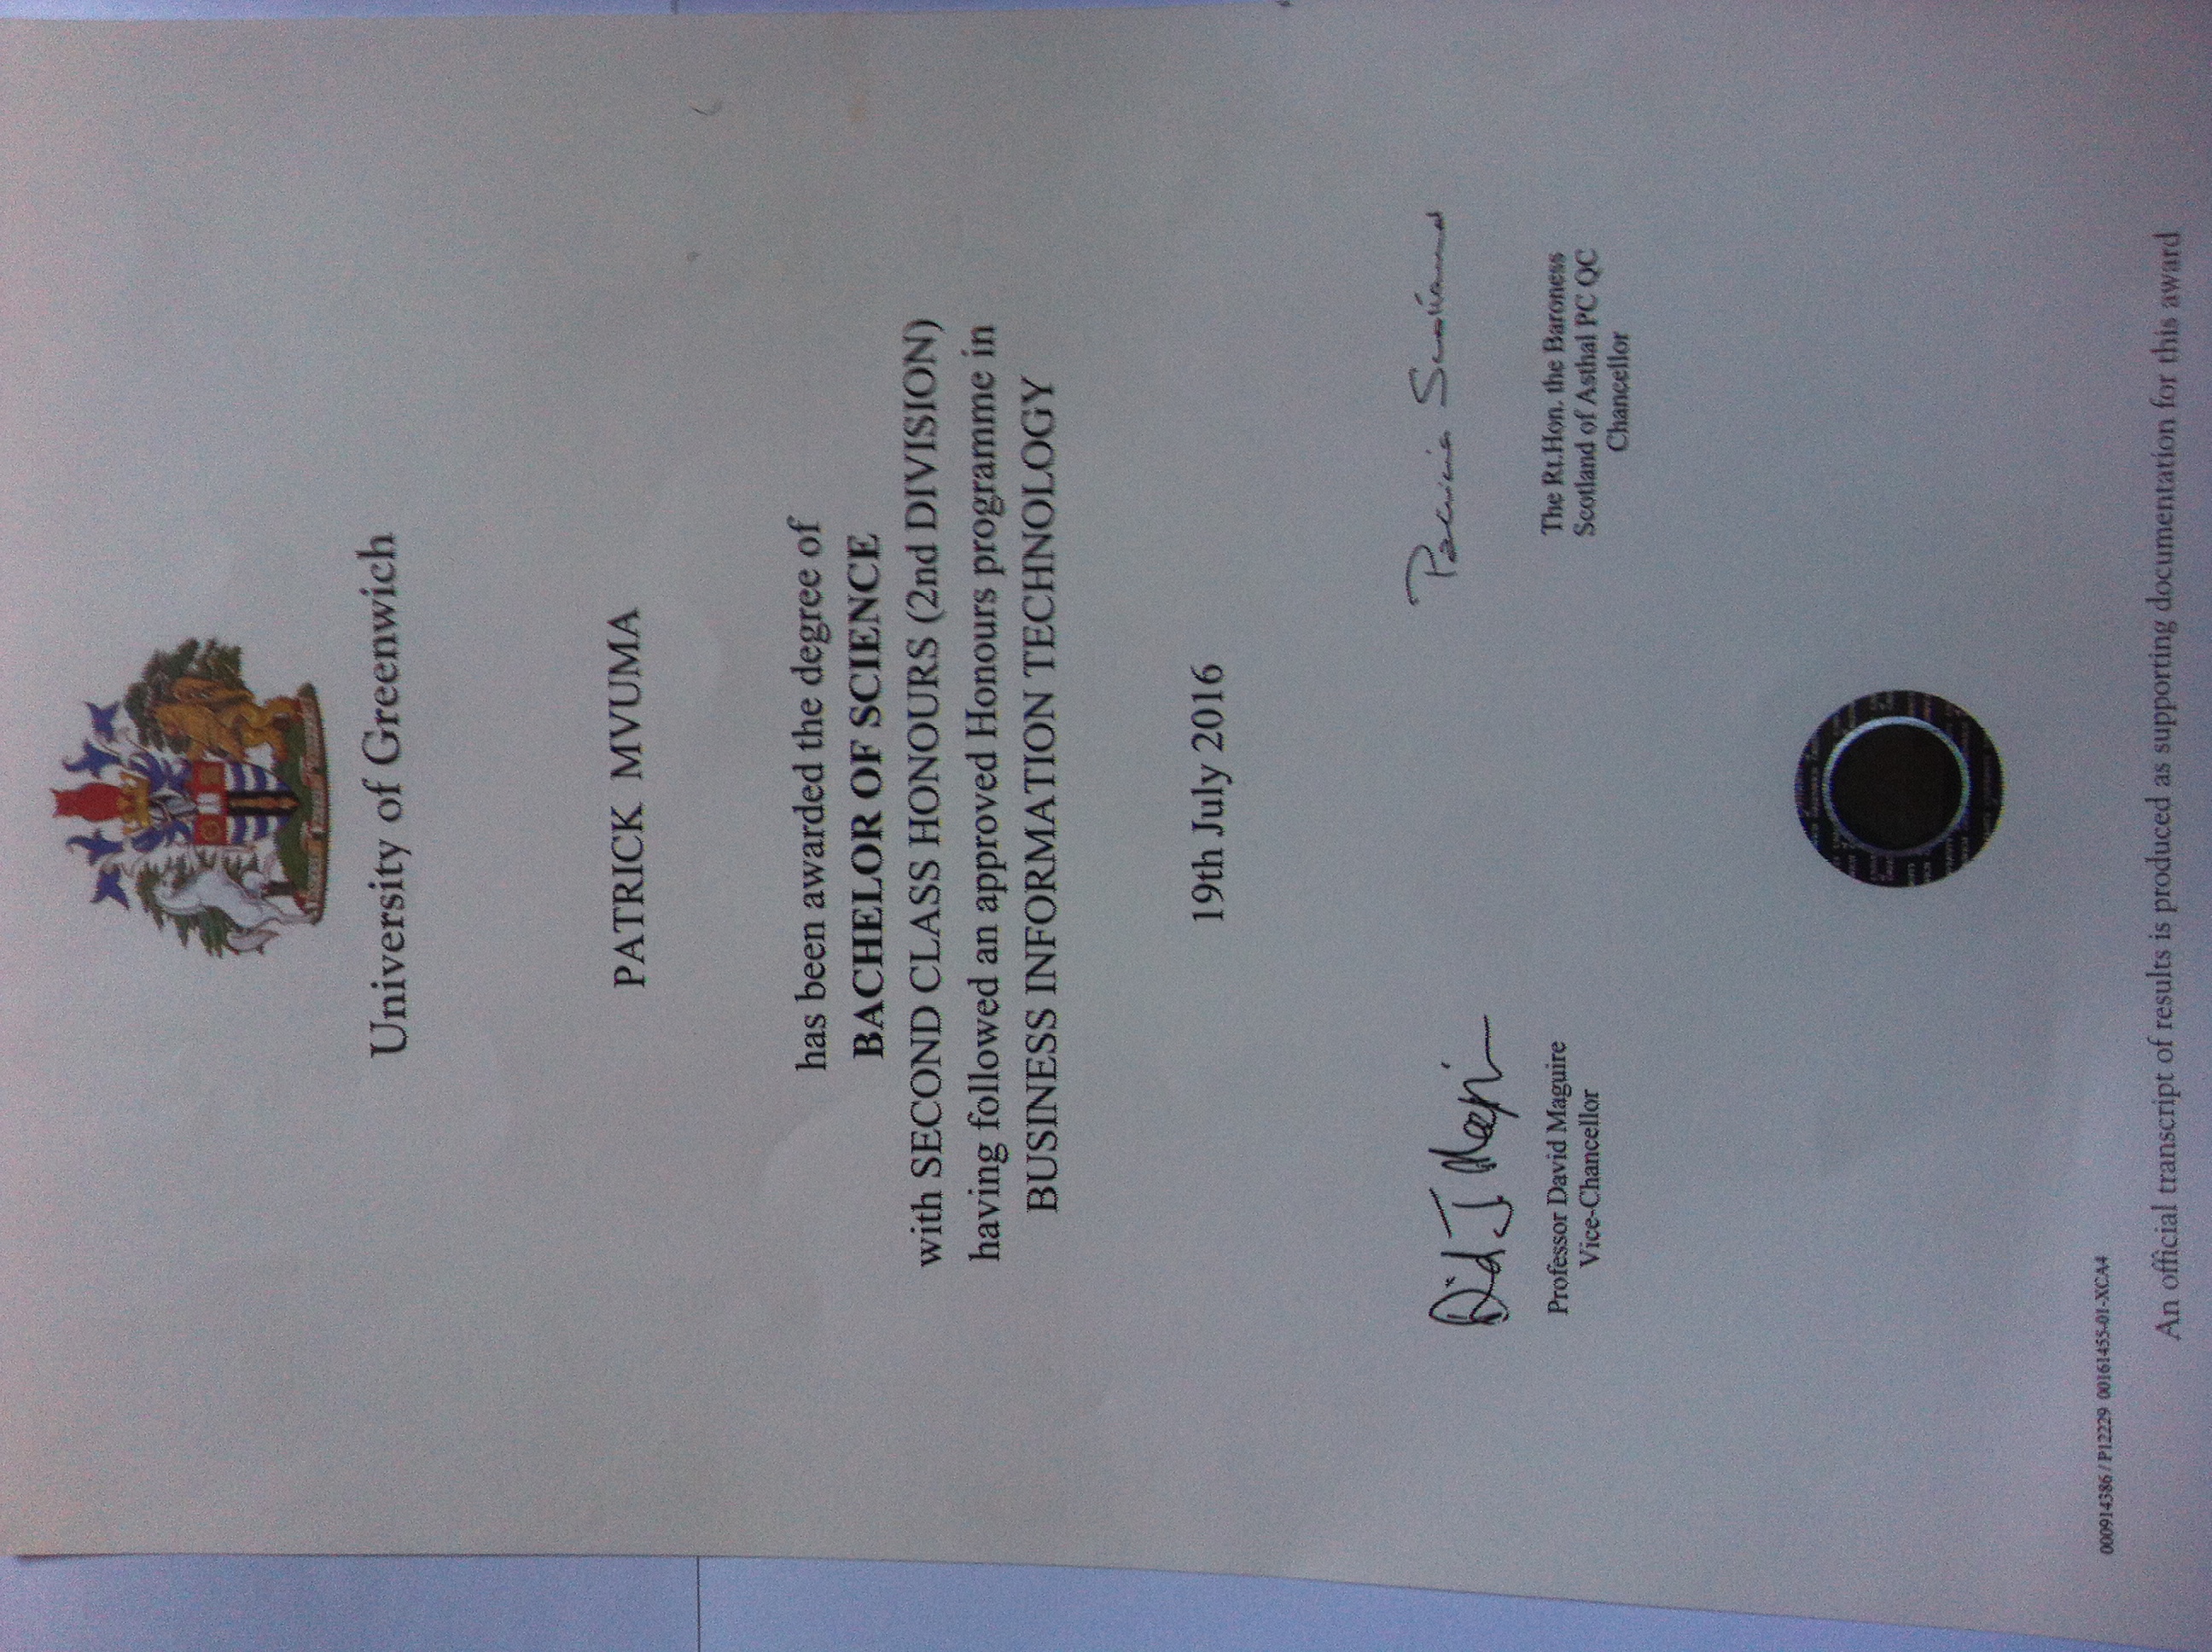 University of Greenwich
PATRICK MVUMA
has been awarded the degree of
BACHELOR OF SCIENCE
with SECOND CLASS HONOURS (2nd DIVISION)
having followed an approved Honours programme in
BUSINESS INFORMATION TECHNOLOGY
19th July 2016
Patricia Scotland
Professor David Maguire
Vice-Chancellor
The Rt.Hon. the Baroness
Scotland of Asthal PC QC
Chancellor
000914386 / P12229 00161455-01-XCA4
An official transcript of results is produced as supporting documentation for this award